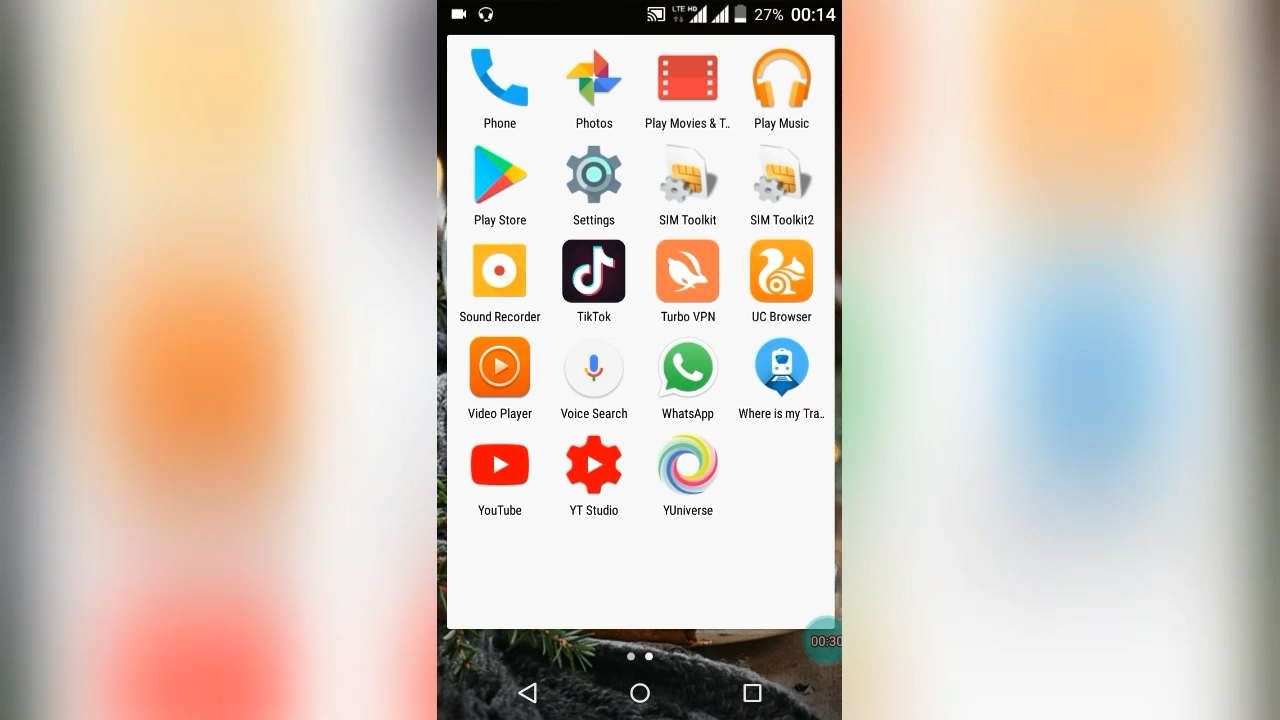 LTE HD 27% 00:14
Phone Photos Play Movies & T.. Play Music
Play Store Settings SIM Toolkit SIM Toolkit2
Sound Recorder TikTok Turbo VPN UC Browser
Video Player Voice Search WhatsApp Where is my Tra..
YouTube YT Studio YUniverse
00:30